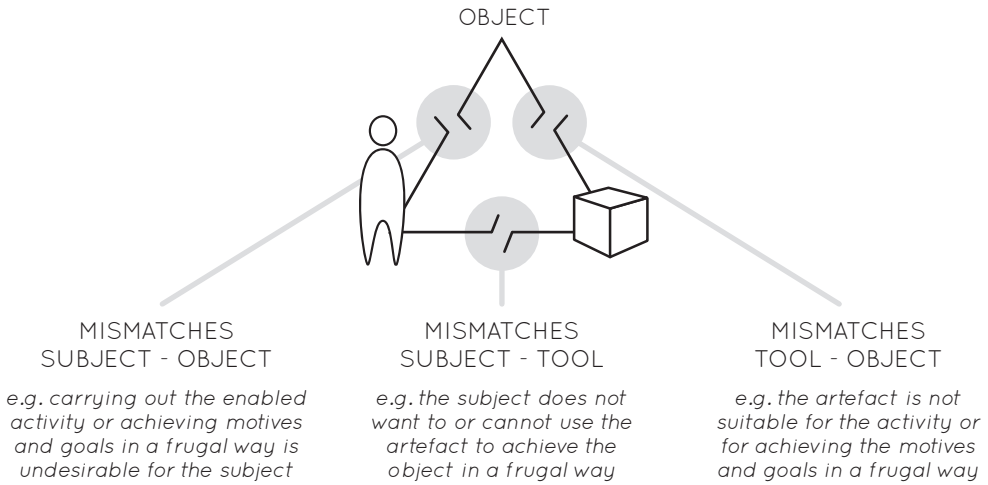 OBJECT
MISMATCHES
SUBJECT - OBJECT
e.g. carrying out the enabled
activity or achieving motives
and goals in a frugal way is
undesirable for the subject
MISMATCHES
SUBJECT - TOOL
e.g. the subject does not
want to or cannot use the
artefact to achieve the
object in a frugal way
MISMATCHES
TOOL - OBJECT
e.g. the artefact is not
suitable for the activity or
for achieving the motives
and goals in a frugal way